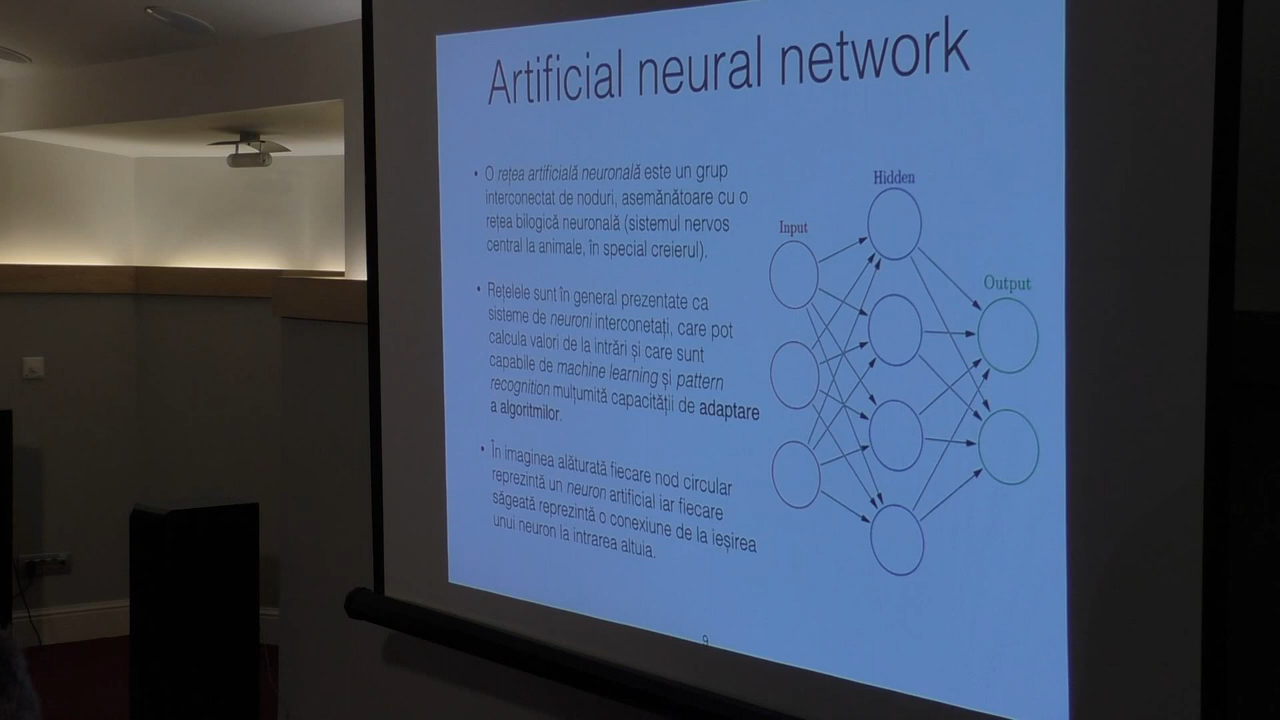 Artificial neural network
• O rețea artificială neuronală este un grup
interconectat de noduri, asemănătoare cu o
rețea bilogică neuronală (sistemul nervos
central la animale, în special creierul).
• Rețelele sunt în general prezentate ca
sisteme de neuroni interconetați, care pot
calcula valori de la intrări și care sunt
capabile de machine learning și pattern
recognition mulțumită capacității de adaptare
a algoritmilor.
• În imaginea alăturată fiecare nod circular
reprezintă un neuron artificial iar fiecare
săgeată reprezintă o conexiune de la ieșirea
unui neuron la intrarea altuia.
Input
Hidden
Output
9